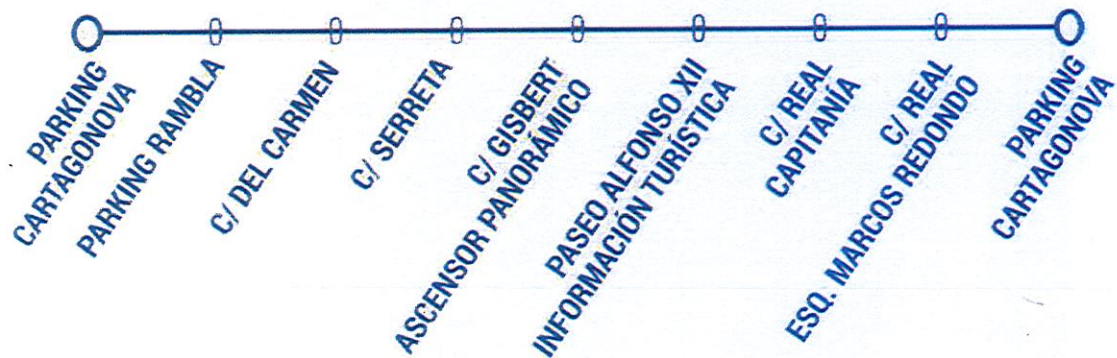 PARKING
CARTAGONOVA
PARKING RAMBLA
C/ DEL CARMEN
C/ SERRETA
C/ GISBERT
ASCENSOR PANORÁMICO
PASEO ALFONSO XII
INFORMACIÓN TURÍSTICA
C/ REAL
CAPITANÍA
C/ REAL
ESQ. MARCOS REDONDO
PARKING
CARTAGONOVA